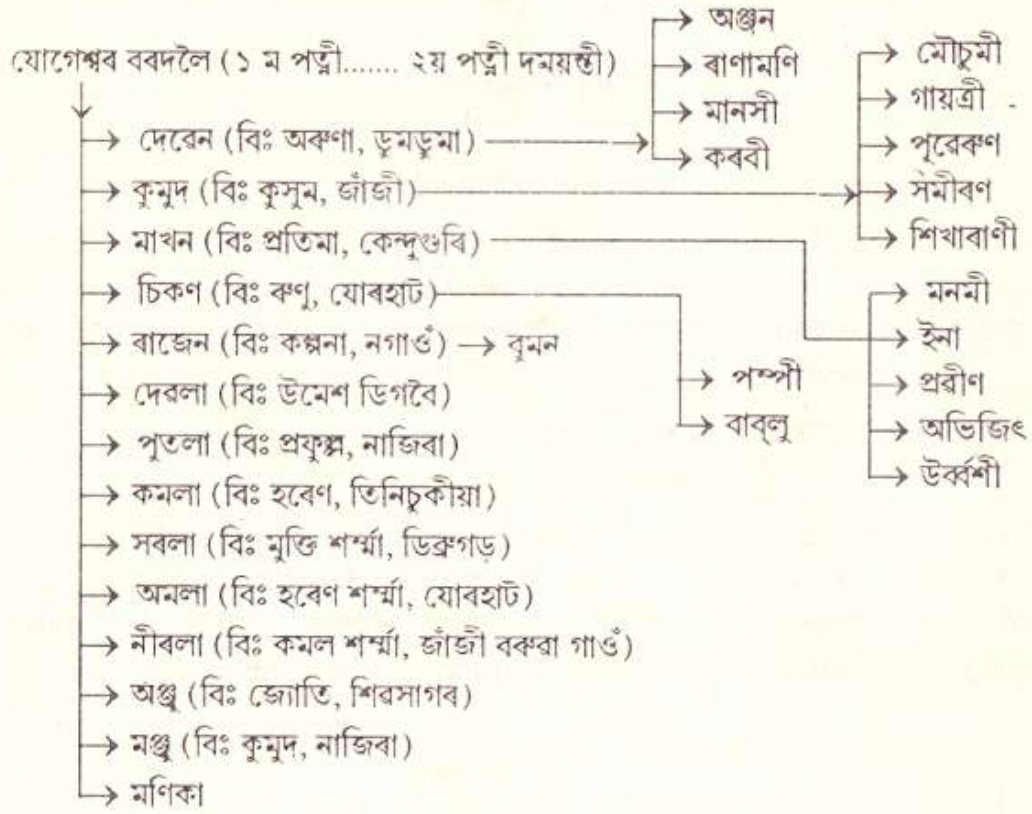 যোগেশ্বৰ বৰদলৈ (১ ম পত্নী....... ২য় পত্নী দময়ন্তী)
দেৱেন (বিঃ অৰুণা, ডুমডুমা)
অঞ্জন
ৰাণামণি
মানসী
কৰবী
কুমুদ (বিঃ কুসুম, জাঁজী)
মৌচুমী
গায়ত্ৰী
পূৱেৰুণ
সমীৰণ
শিখাৰাণী
মাখন (বিঃ প্ৰতিমা, কেন্দুগুৰি)
মনমী
ইনা
প্ৰৱীণ
অভিজিৎ
উৰ্ব্বশী
চিকণ (বিঃ ৰুণু, যোৰহাট)
পম্পী
বাব্‌লু
ৰাজেন (বিঃ কল্পনা, নগাওঁ) → ৰুমন
দেৱলা (বিঃ উমেশ ডিগবৈ)
পুতলা (বিঃ প্ৰফুল্ল, নাজিৰা)
কমলা (বিঃ হৰেণ, তিনিচুকীয়া)
সৰলা (বিঃ মুক্তি শৰ্ম্মা, ডিব্ৰুগড়)
অমলা (বিঃ হৰেণ শৰ্ম্মা, যোৰহাট)
নীৰলা (বিঃ কমল শৰ্ম্মা, জাঁজী বৰুৱা গাওঁ)
অঞ্জু (বিঃ জ্যোতি, শিৱসাগৰ)
মঞ্জু (বিঃ কুমুদ, নাজিৰা)
মণিকা